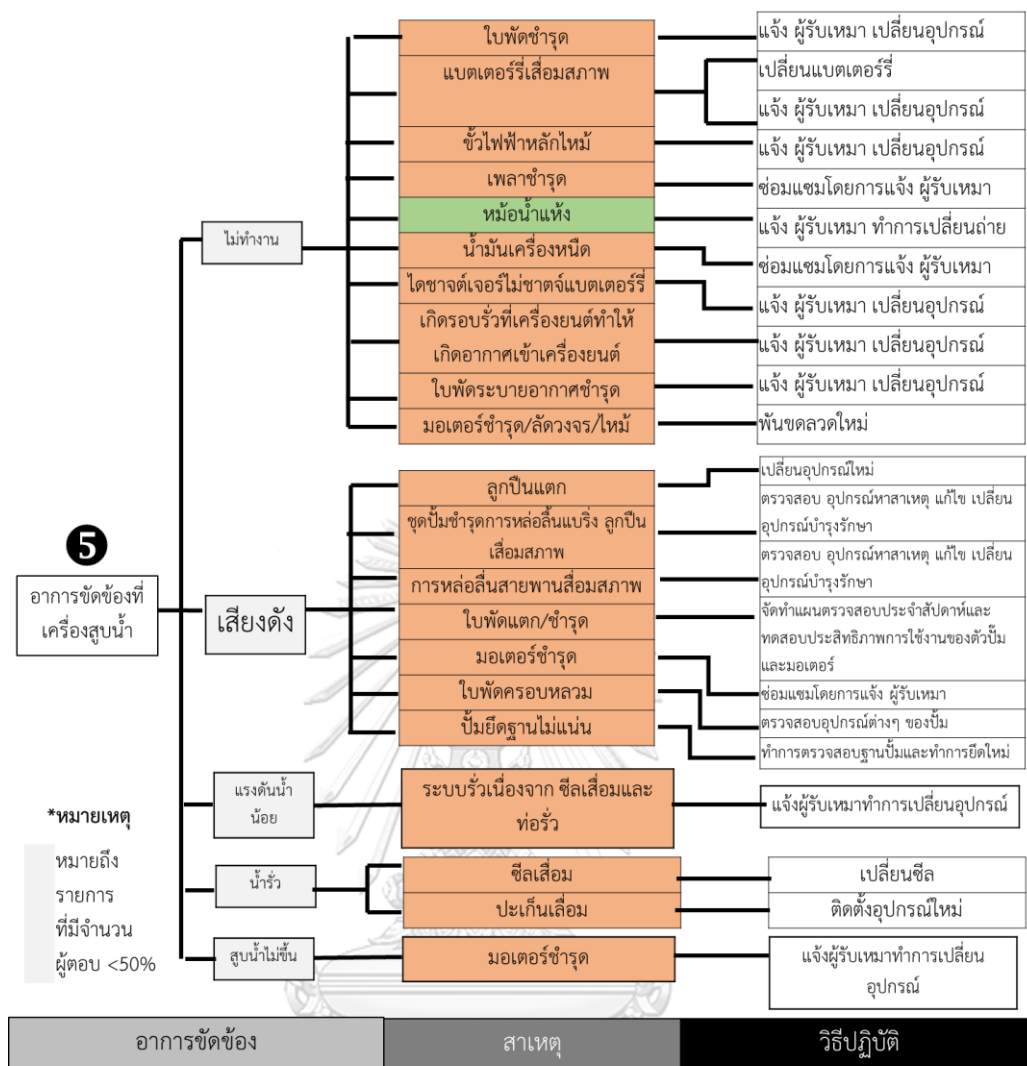 ใบพัดชำรุด
แจ้ง ผู้รับเหมา เปลี่ยนอุปกรณ์
แบตเตอร์รี่เสื่อมสภาพ
เปลี่ยนแบตเตอร์รี่
แจ้ง ผู้รับเหมา เปลี่ยนอุปกรณ์
ขั้วไฟฟ้าหลักไหม้
แจ้ง ผู้รับเหมา เปลี่ยนอุปกรณ์
เพลาชำรุด
ซ่อมแซมโดยการแจ้ง ผู้รับเหมา
หม้อน้ำแห้ง
แจ้ง ผู้รับเหมา ทำการเปลี่ยนถ่าย
ไม่ทำงาน
น้ำมันเครื่องหนืด
ซ่อมแซมโดยการแจ้ง ผู้รับเหมา
ไดชาจต์เจอร์ไม่ชาตจ์แบตเตอร์รี่
แจ้ง ผู้รับเหมา เปลี่ยนอุปกรณ์
เกิดรอบรั่วที่เครื่องยนต์ทำให้
เกิดอากาศเข้าเครื่องยนต์
แจ้ง ผู้รับเหมา เปลี่ยนอุปกรณ์
ใบพัดระบายอากาศชำรุด
แจ้ง ผู้รับเหมา เปลี่ยนอุปกรณ์
มอเตอร์ชำรุด/ลัดวงจร/ไหม้
พันขดลวดใหม่
ลูกปืนแตก
เปลี่ยนอุปกรณ์ใหม่
ชุดปั้มชำรุดการหล่อลื้นแบริ่ง ลูกปืน
เสื่อมสภาพ
ตรวจสอบ อุปกรณ์หาสาเหตุ แก้ไข เปลี่ยน
อุปกรณ์บำรุงรักษา
การหล่อลื่นสายพานสื่อมสภาพ
ตรวจสอบ อุปกรณ์หาสาเหตุ แก้ไข เปลี่ยน
อุปกรณ์บำรุงรักษา
5
อาการขัดข้องที่
เครื่องสูบน้ำ
เสียงดัง
ใบพัดแตก/ชำรุด
จัดทำแผนตรวจสอบประจำสัปดาห์และ
ทดสอบประสิทธิภาพการใช้งานของตัวปั๊ม
และมอเตอร์
มอเตอร์ชำรุด
ซ่อมแซมโดยการแจ้ง ผู้รับเหมา
ใบพัดครอบหลวม
ตรวจสอบอุปกรณ์ต่างๆ ของปั้ม
ปั้มยึดฐานไม่แน่น
ทำการตรวจสอบฐานปั้มและทำการยึดใหม่
แรงดันน้ำ
น้อย
ระบบรั่วเนื่องจาก ซีลเสื่อมและ
ท่อรั่ว
แจ้งผู้รับเหมาทำการเปลี่ยนอุปกรณ์
น้ำรั่ว
ซีลเสื่อม
เปลี่ยนซีล
ปะเก็นเลื่อม
ติดตั้งอุปกรณ์ใหม่
สูบน้ำไม่ขึ้น
มอเตอร์ชำรุด
แจ้งผู้รับเหมาทำการเปลี่ยน
อุปกรณ์
*หมายเหตุ
หมายถึง
รายการ
ที่มีจำนวน
ผู้ตอบ <50%
อาการขัดข้อง
สาเหตุ
วิธีปฏิบัติ